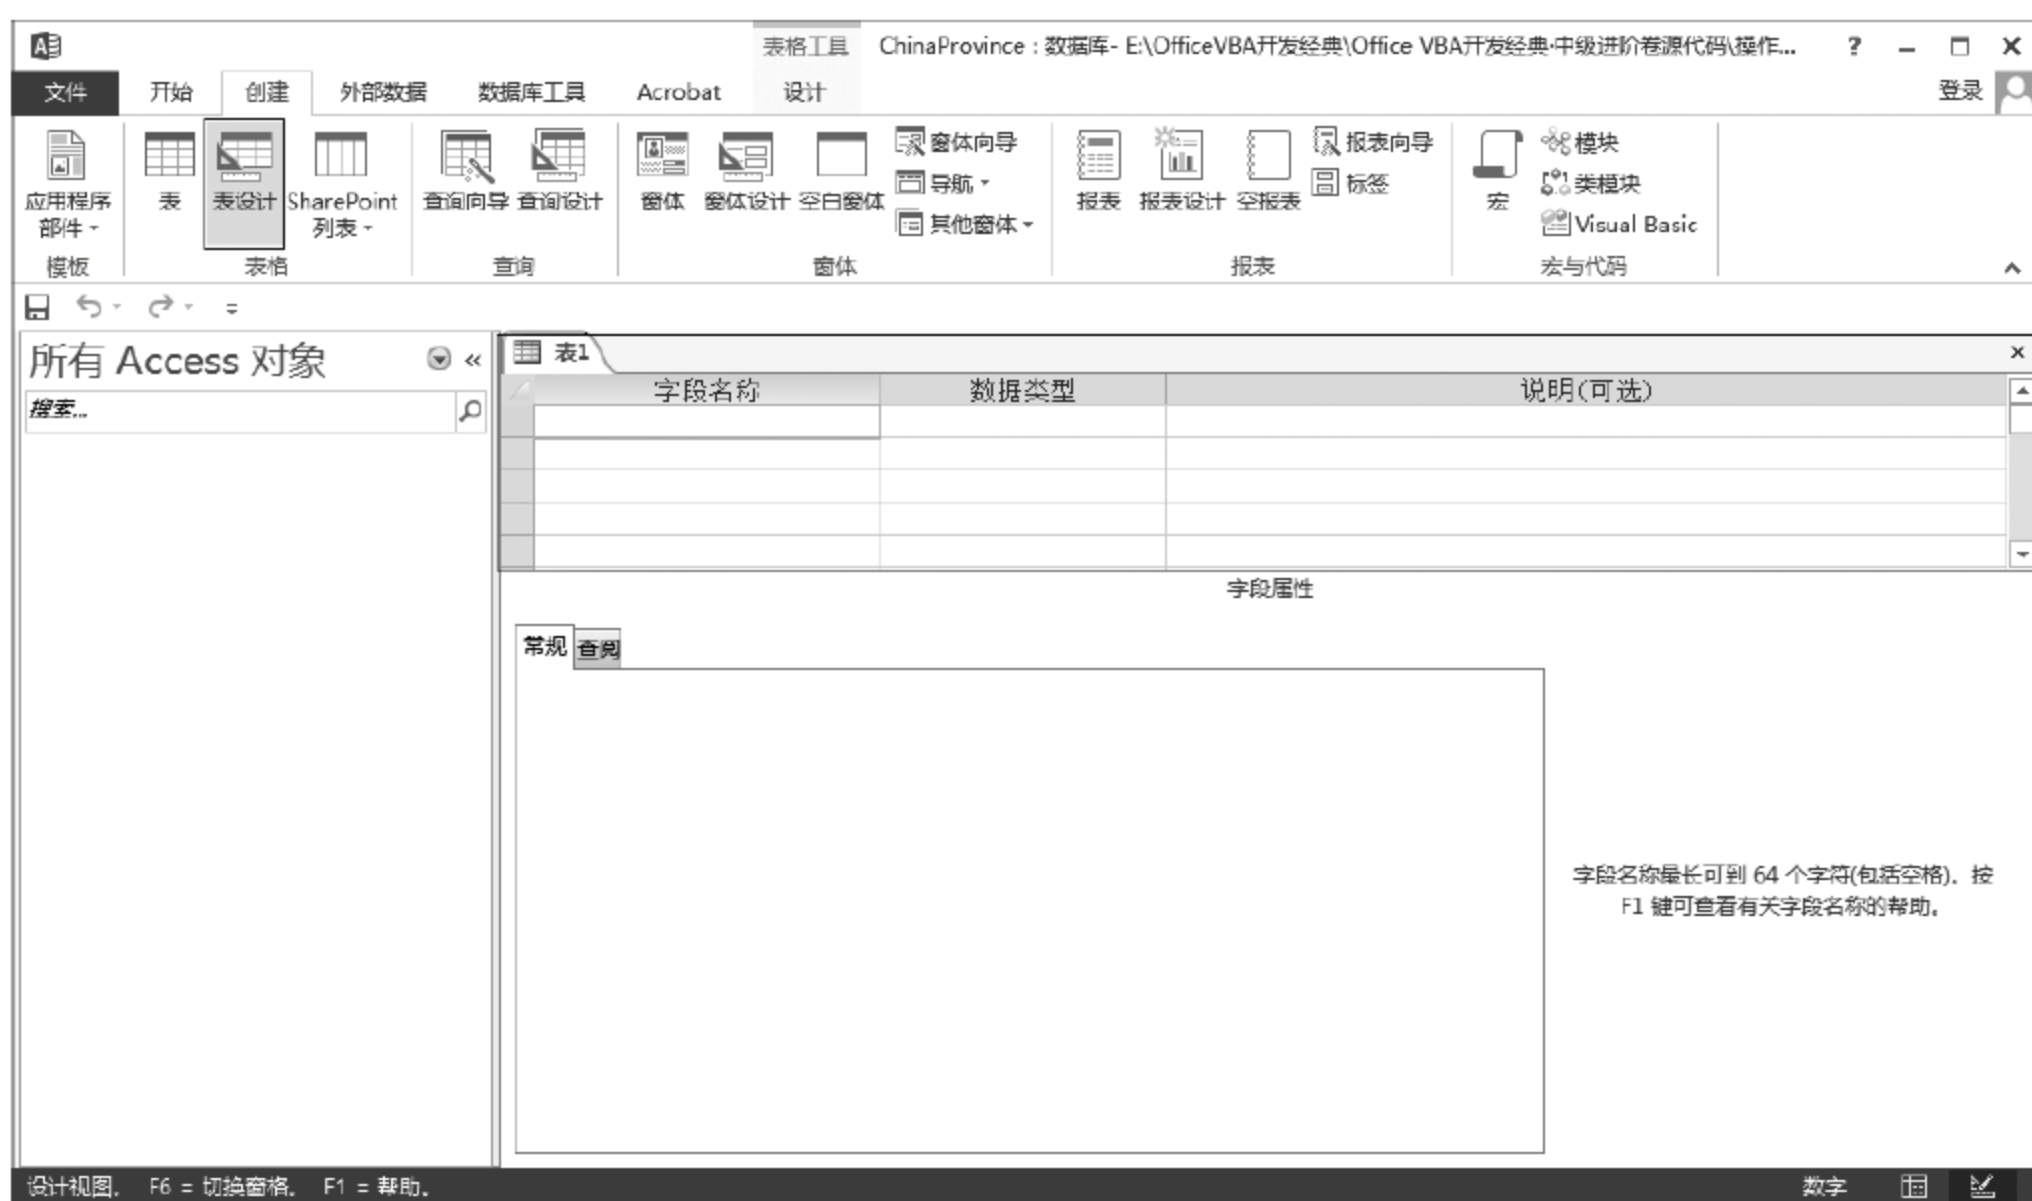 表格工具 ChinaProvince : 数据库- E:\OfficeVBA开发经典\Office VBA开发经典·中级进阶卷源代码\操作... ?
文件 开始 创建 外部数据 数据库工具 Acrobat 设计 登录
应用程序部件 表 表设计 SharePoint列表 查询向导 查询设计 窗体 窗体设计 空白窗体 窗体向导 导航 其他窗体 报表 报表设计 空报表 报表向导 标签 宏 模块 类模块 Visual Basic
模板 表格 查询 窗体 报表 宏与代码
所有 Access 对象 «
搜索...
表1
字段名称 数据类型 说明(可选)
字段属性
常规 查阅
字段名称最长可到 64 个字符(包括空格)。按
F1 键可查看有关字段名称的帮助。
设计视图。 F6 = 切换窗格。 F1 = 帮助。 数字